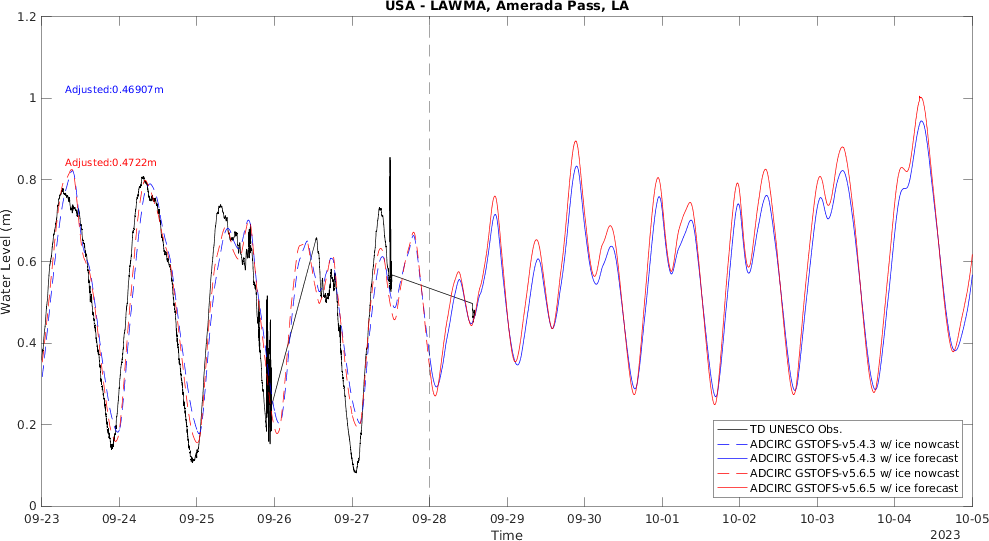 USA - LAWMA, Amerada Pass, LA
Water Level (m)
1.2
1
0.8
0.6
0.4
0.2
0
Adjusted:0.46907m
Adjusted:0.4722m
TD UNESCO Obs.
ADCIRC GSTOFS-v5.4.3 w/ ice nowcast
ADCIRC GSTOFS-v5.4.3 w/ ice forecast
ADCIRC GSTOFS-v5.6.5 w/ ice nowcast
ADCIRC GSTOFS-v5.6.5 w/ ice forecast
09-23 09-24 09-25 09-26 09-27 09-28 09-29 09-30 10-01 10-02 10-03 10-04 10-05
Time
2023